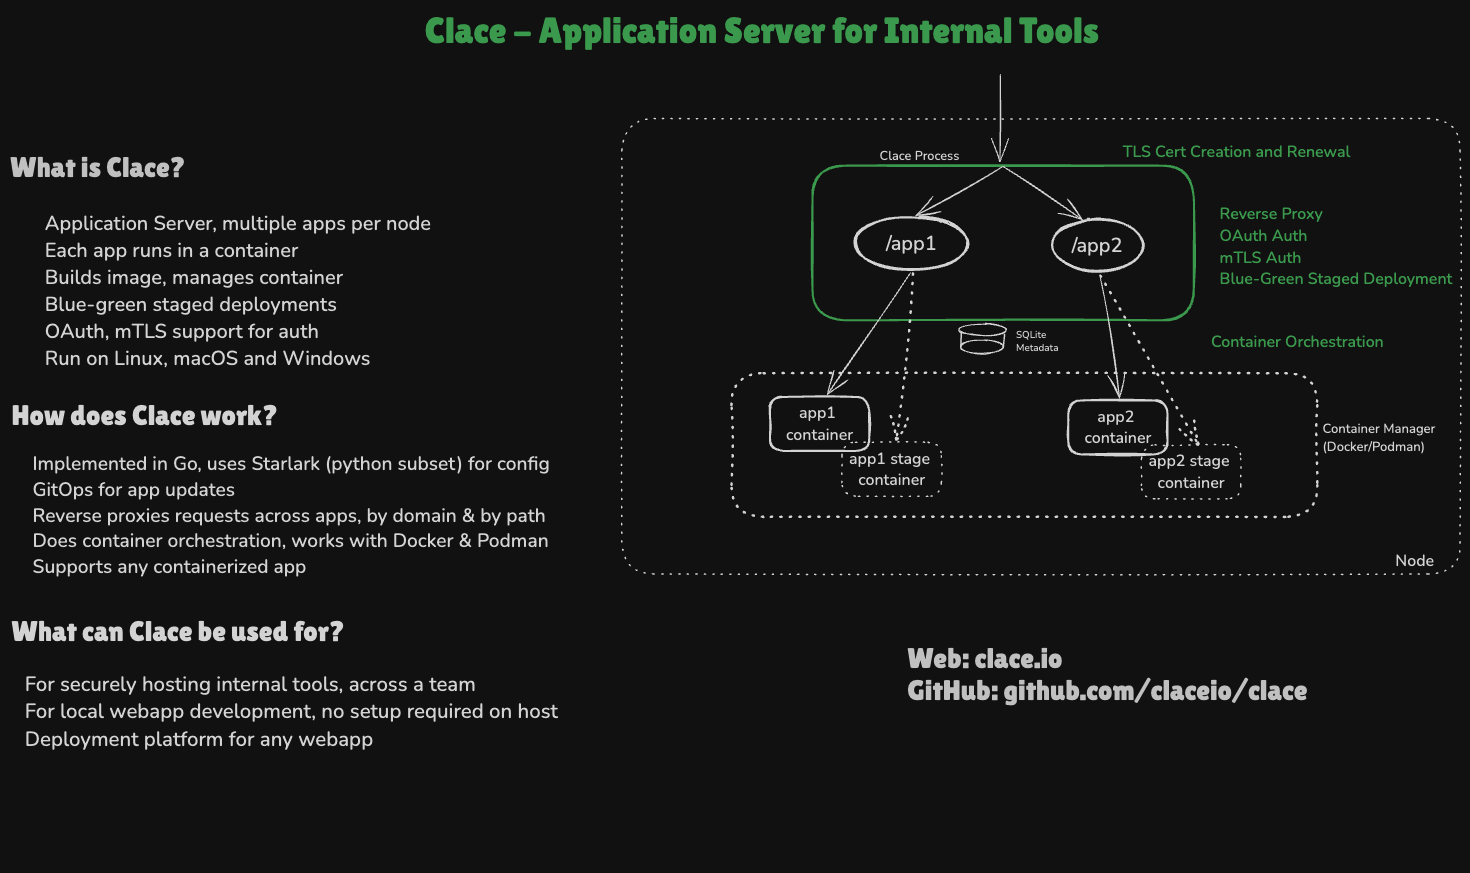 Clace – Application Server for Internal Tools
What is Clace?
Application Server, multiple apps per node
Each app runs in a container
Builds image, manages container
Blue-green staged deployments
OAuth, mTLS support for auth
Run on Linux, macOS and Windows
How does Clace work?
Implemented in Go, uses Starlark (python subset) for config
GitOps for app updates
Reverse proxies requests across apps, by domain & by path
Does container orchestration, works with Docker & Podman
Supports any containerized app
What can Clace be used for?
For securely hosting internal tools, across a team
For local webapp development, no setup required on host
Deployment platform for any webapp
Clace Process
TLS Cert Creation and Renewal
/app1
/app2
Reverse Proxy
OAuth Auth
mTLS Auth
Blue-Green Staged Deployment
SQLite
Metadata
Container Orchestration
app1
container
app1 stage
container
app2
container
app2 stage
container
Container Manager
(Docker/Podman)
Node
Web: clace.io
GitHub: github.com/claceio/clace